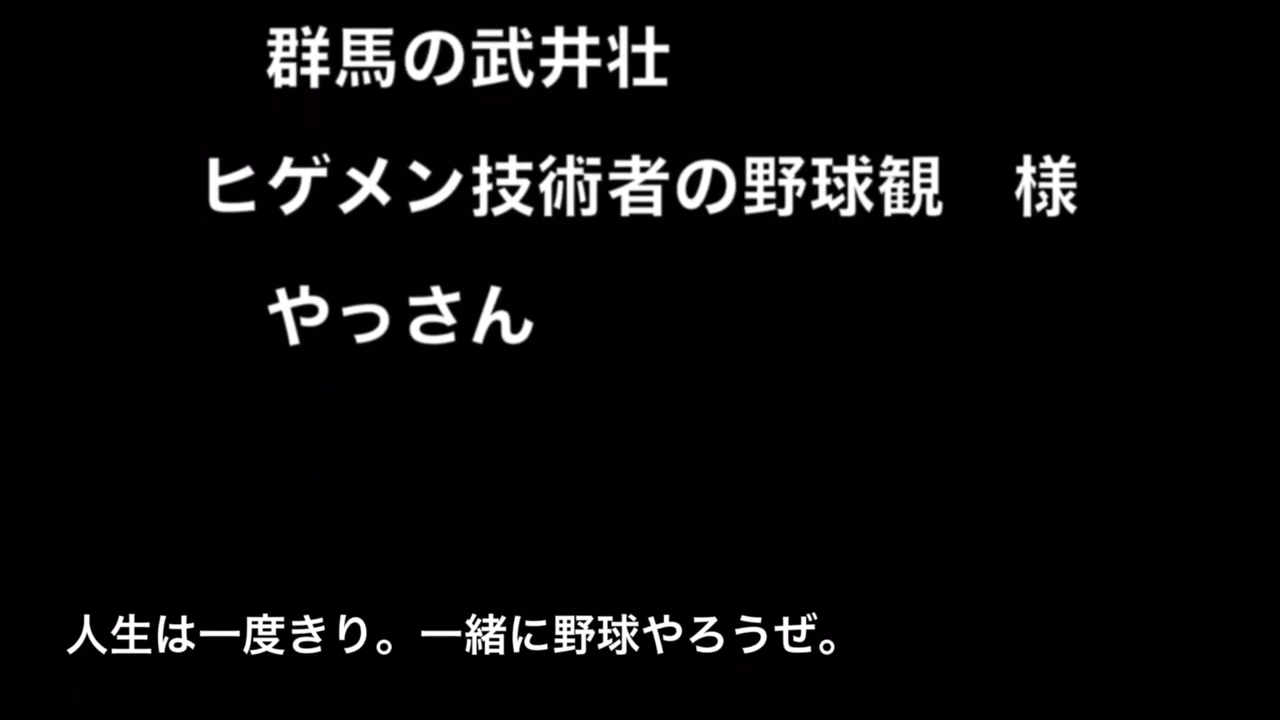 群馬の武井壮
ヒゲメン技術者の野球観　様
やっさん
人生は一度きり。一緒に野球やろうぜ。